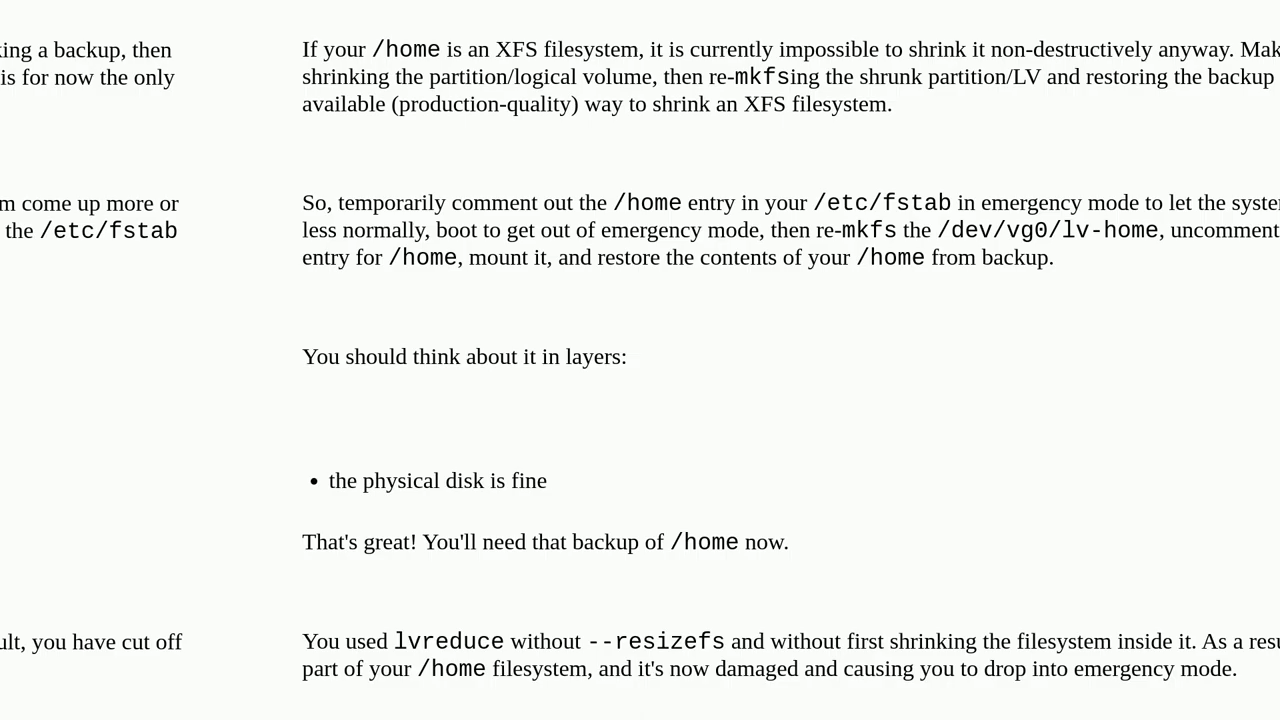 king a backup, then
is for now the only
If your /home is an XFS filesystem, it is currently impossible to shrink it non-destructively anyway. Mak
shrinking the partition/logical volume, then re-mkfsing the shrunk partition/LV and restoring the backup
available (production-quality) way to shrink an XFS filesystem.
m come up more or
the /etc/fstab
So, temporarily comment out the /home entry in your /etc/fstab in emergency mode to let the syste
less normally, boot to get out of emergency mode, then re-mkfs the /dev/vg0/lv-home, uncomment
entry for /home, mount it, and restore the contents of your /home from backup.
You should think about it in layers:
• the physical disk is fine
That's great! You'll need that backup of /home now.
ult, you have cut off
You used lvreduce without --resizefs and without first shrinking the filesystem inside it. As a resu
part of your /home filesystem, and it's now damaged and causing you to drop into emergency mode.